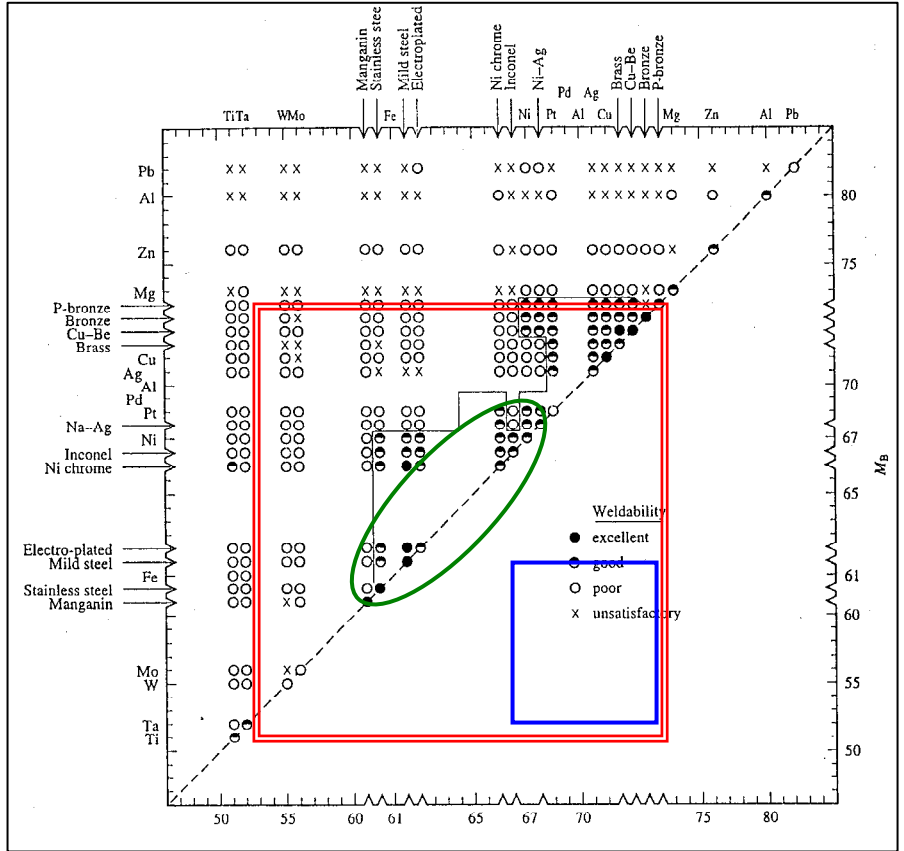 Manganin
Stainless stee
Mild steel
Electroplated
Ni chrome
Inconel
Ni-Ag
Brass
Cu-Be
Bronze
P-bronze
Pd Ag
TiTa WMo Fe Ni Pt Al Cu Mg Zn Al Pb
Pb
Al
Zn
Mg
P-bronze
Bronze
Cu-Be
Brass
Cu
Ag
Al
Pd
Pt
Na-Ag
Ni
Inconel
Ni chrome
Electro-plated
Mild steel
Fe
Stainless steel
Manganin
Mo
W
Ta
Ti
80
75
70
67
65
61
60
55
50
M_B
Weldability
excellent
good
poor
x unsatisfactory
50 55 60 61 65 67 70 75 80